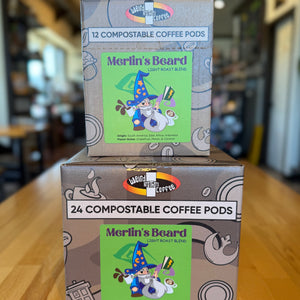 12 COMPOSTABLE COFFEE PODS
Merlin's Beard
LIGHT ROAST BLEND
24 COMPOSTABLE COFFEE PODS
Merlin's Beard
LIGHT ROAST BLEND